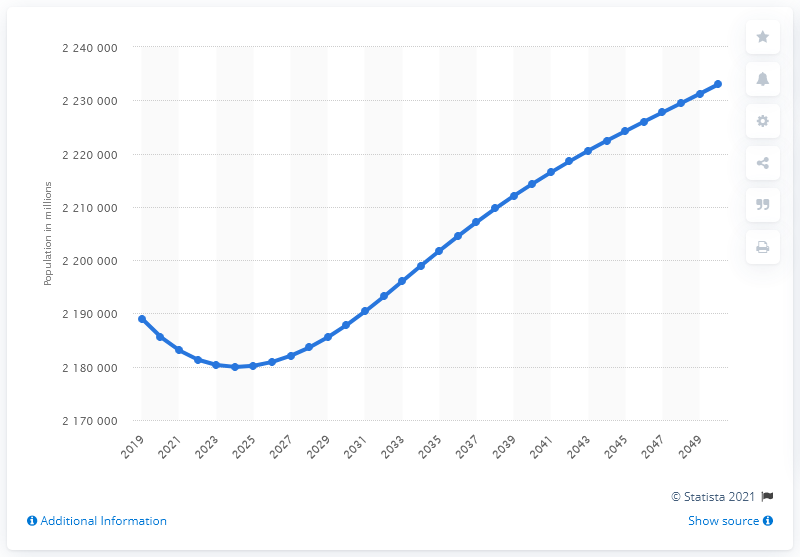 Population in millions
2 240 000
2 230 000
2 220 000
2 210 000
2 200 000
2 190 000
2 180 000
2 170 000
2019 2021 2023 2025 2027 2029 2031 2033 2035 2037 2039 2041 2043 2045 2047 2049
© Statista 2021
Additional Information
Show source